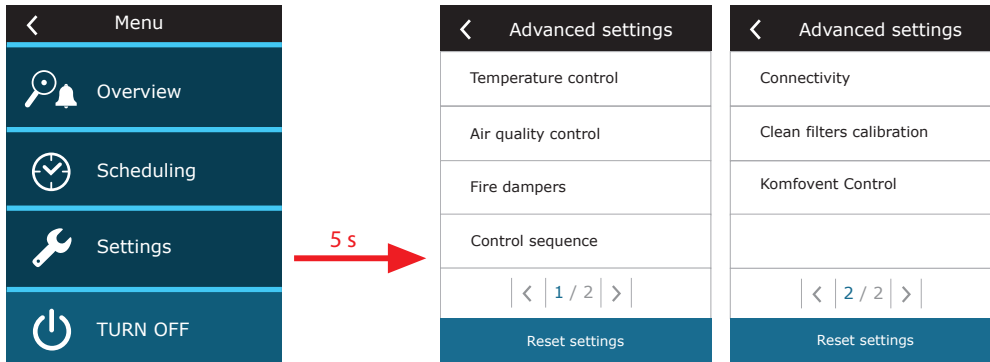 Menu
Overview
Scheduling
Settings
TURN OFF
5 s
Advanced settings
Temperature control
Air quality control
Fire dampers
Control sequence
1 / 2
Reset settings
Advanced settings
Connectivity
Clean filters calibration
Komfovent Control
2 / 2
Reset settings